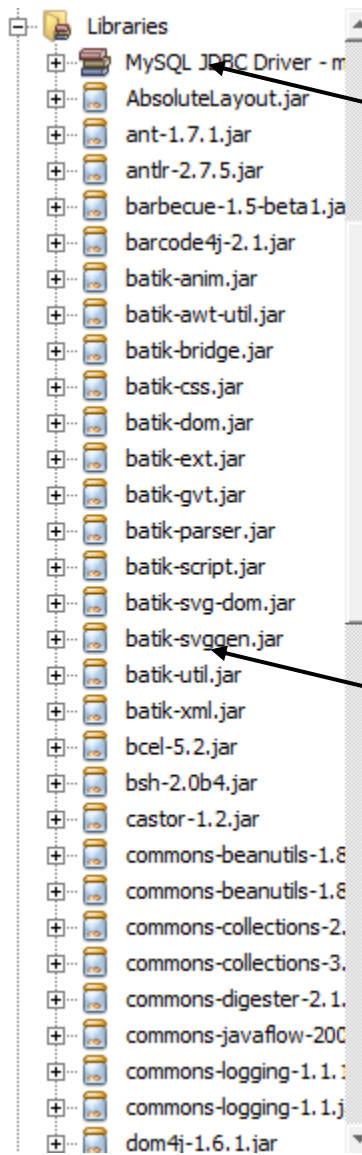 Libraries
MySQL JDBC Driver - m
AbsoluteLayout.jar
ant-1.7.1.jar
antlr-2.7.5.jar
barbecue-1.5-beta1.ja
barcode4j-2.1.jar
batik-anim.jar
batik-awt-util.jar
batik-bridge.jar
batik-css.jar
batik-dom.jar
batik-ext.jar
batik-gvt.jar
batik-parser.jar
batik-script.jar
batik-svg-dom.jar
batik-svggen.jar
batik-util.jar
batik-xml.jar
bcel-5.2.jar
bsh-2.0b4.jar
castor-1.2.jar
commons-beanutils-1.8
commons-beanutils-1.8
commons-collections-2.
commons-collections-3.
commons-digester-2.1.
commons-javaflow-200
commons-logging-1.1.1
commons-logging-1.1.j
dom4j-1.6.1.jar